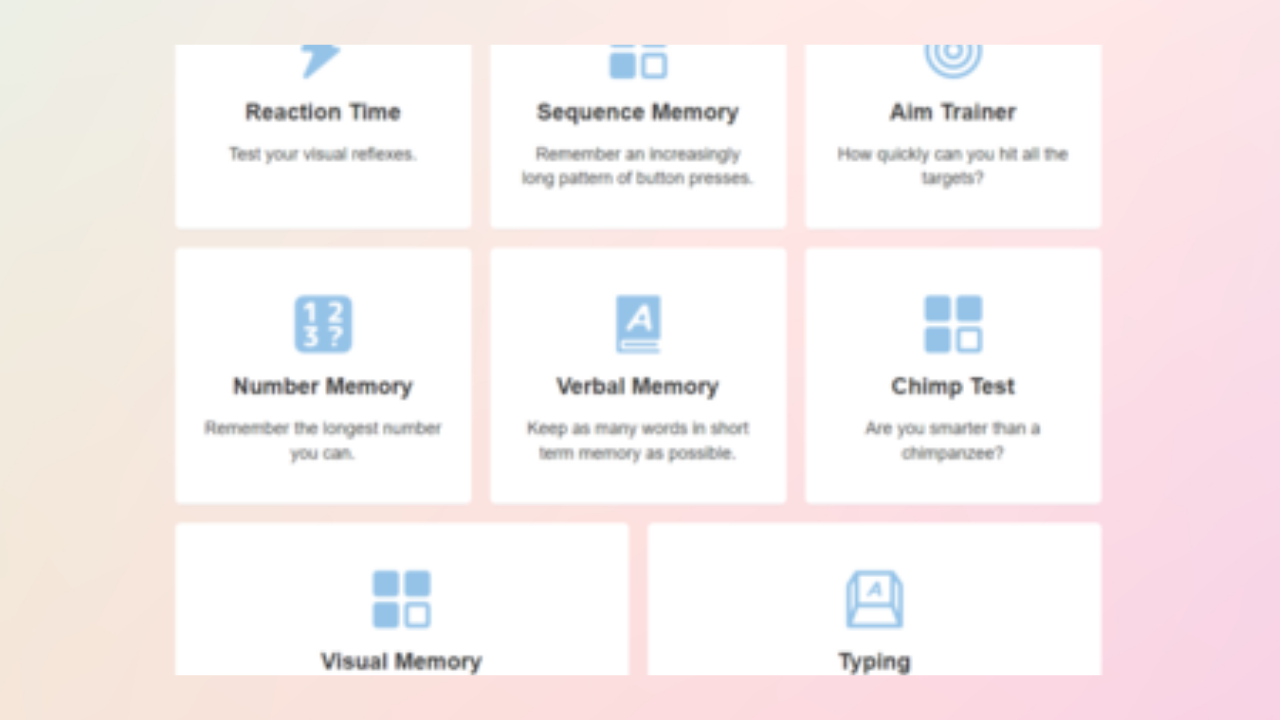 Reaction Time
Test your visual reflexes.
Sequence Memory
Remember an increasingly
long pattern of button presses.
Aim Trainer
How quickly can you hit all the
targets?
1 2
3 ?
Number Memory
Remember the longest number
you can.
A
Verbal Memory
Keep as many words in short
term memory as possible.
Chimp Test
Are you smarter than a
chimpanzee?
Visual Memory
A
Typing